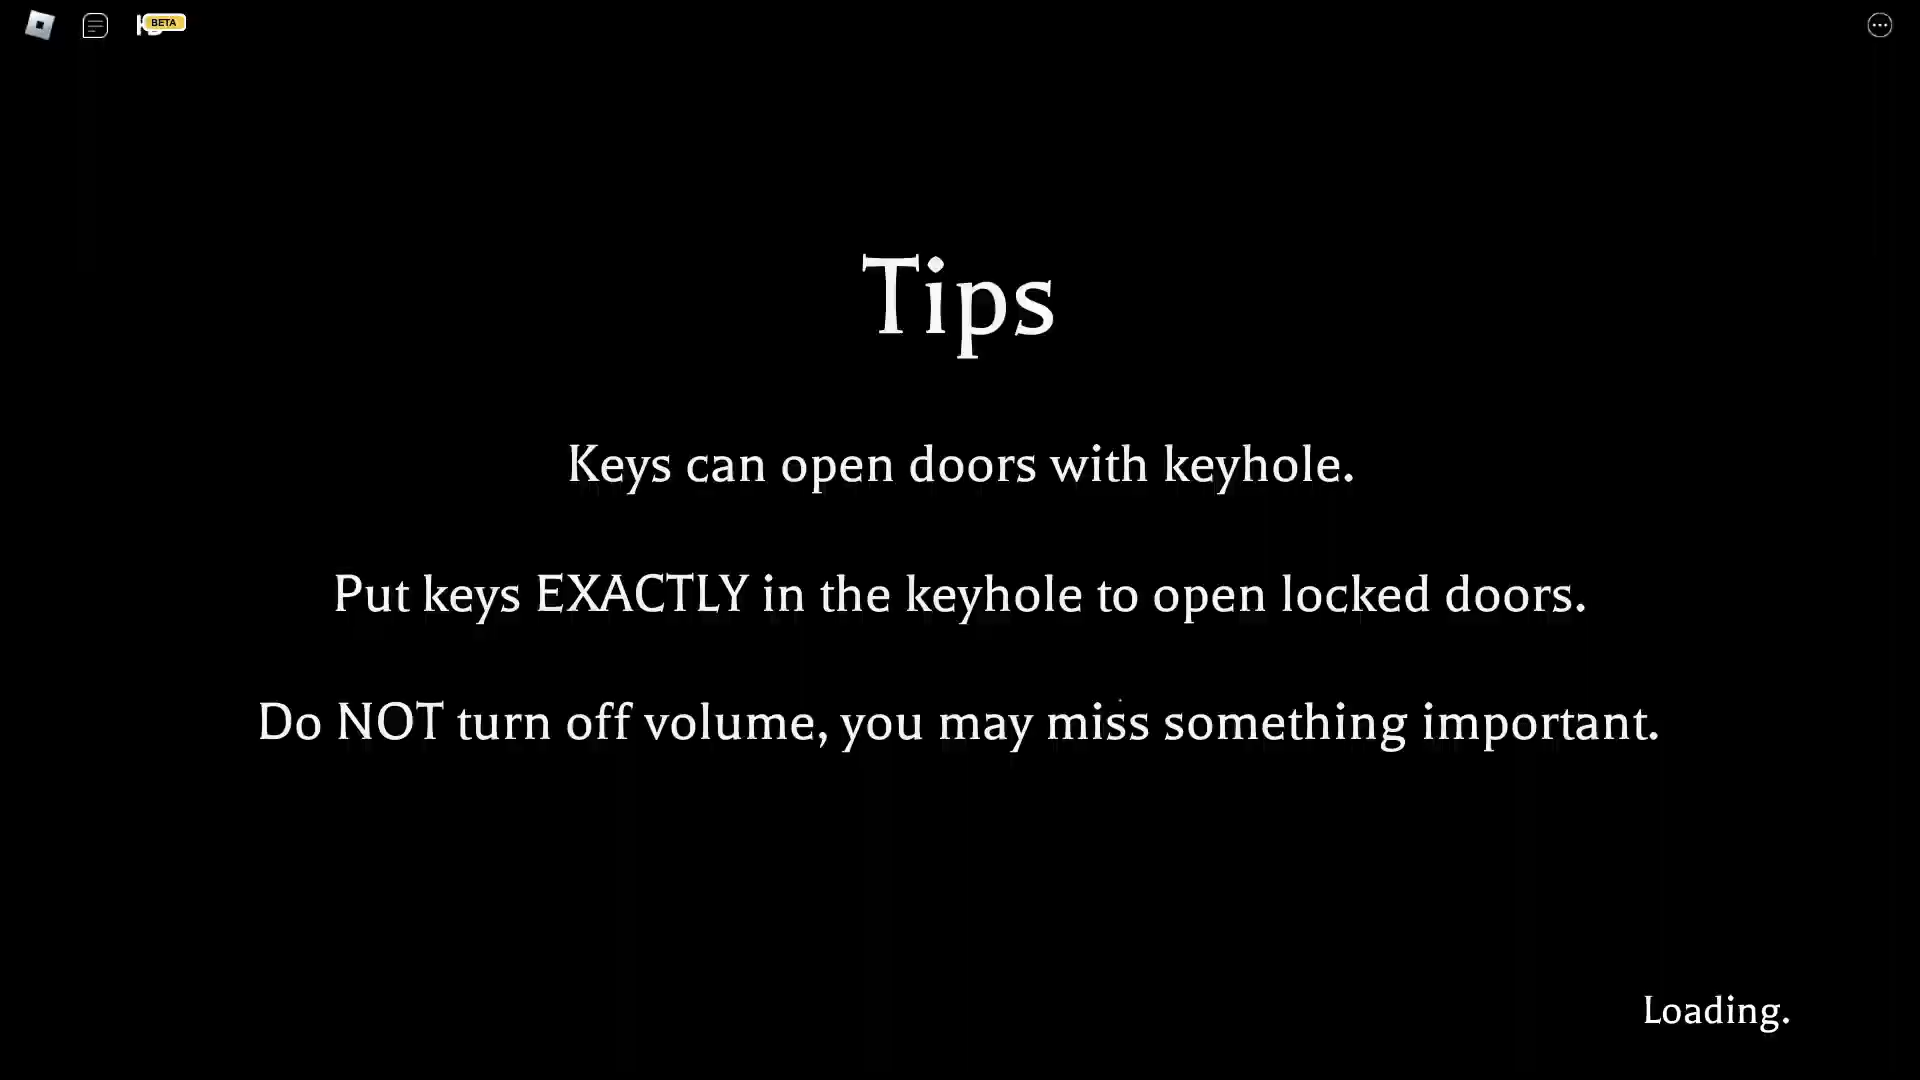 BETA
Tips
Keys can open doors with keyhole.
Put keys EXACTLY in the keyhole to open locked doors.
Do NOT turn off volume, you may miss something important.
Loading.